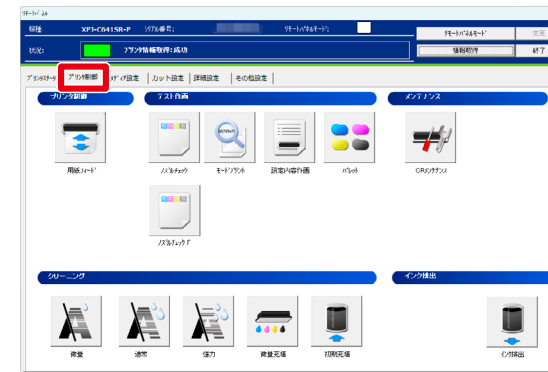 ﾘﾓｰﾄﾊﾟﾈﾙ
機種 XPJ-C641SR-P ｼﾘｱﾙ番号: ﾘﾓｰﾄﾊﾟﾈﾙﾓｰﾄﾞ: ﾘﾓｰﾄﾊﾟﾈﾙﾓｰﾄﾞ 変更
状況: ﾌﾟﾘﾝﾀ情報取得:成功 情報取得 終了
ﾌﾟﾘﾝﾀｽﾃｰﾀ ﾌﾟﾘﾝﾀ制御 ﾒﾃﾞｨｱ設定 カット設定 詳細設定 その他設定
プリンタ制御 テスト作画 メンテナンス
用紙ﾌｨｰﾄﾞ ﾉｽﾞﾙﾁｪｯｸ ﾓｰﾄﾞﾌﾟﾘﾝﾄ 設定内容作画 ﾊﾟﾚｯﾄ CRﾒﾝﾃﾅﾝｽ
ﾉｽﾞﾙﾁｪｯｸ F
クリーニング インク排出
微量 通常 強力 微量充填 初期充填 ｲﾝｸ排出